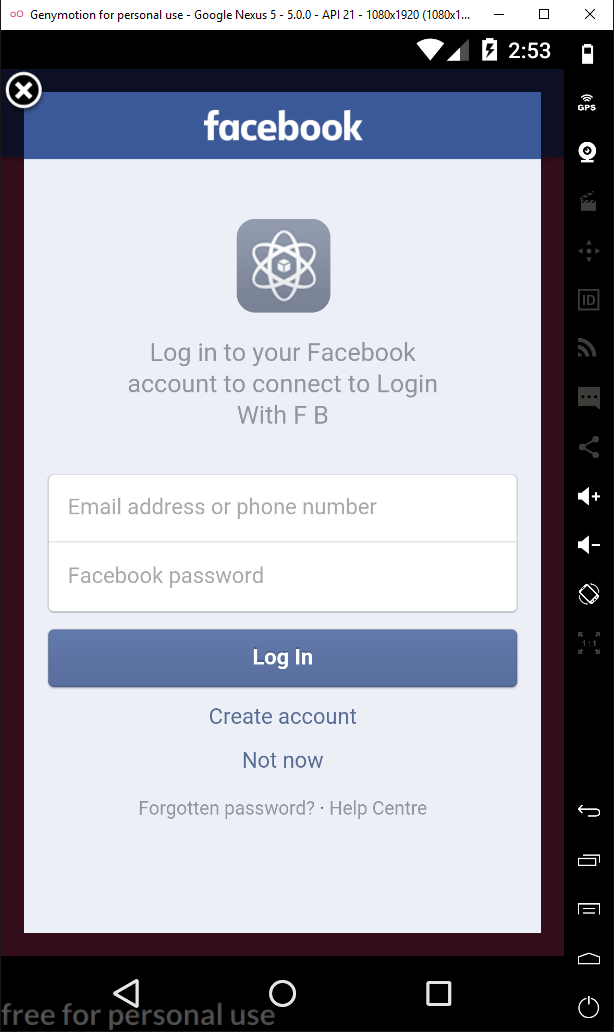 Genymotion for personal use - Google Nexus 5 - 5.0.0 - API 21 - 1080x1920 (1080x1...
2:53
GPS
facebook
ID
Log in to your Facebook
account to connect to Login
With F B
Email address or phone number
Facebook password
1:1
Log In
Create account
Not now
Forgotten password? · Help Centre
free for personal use